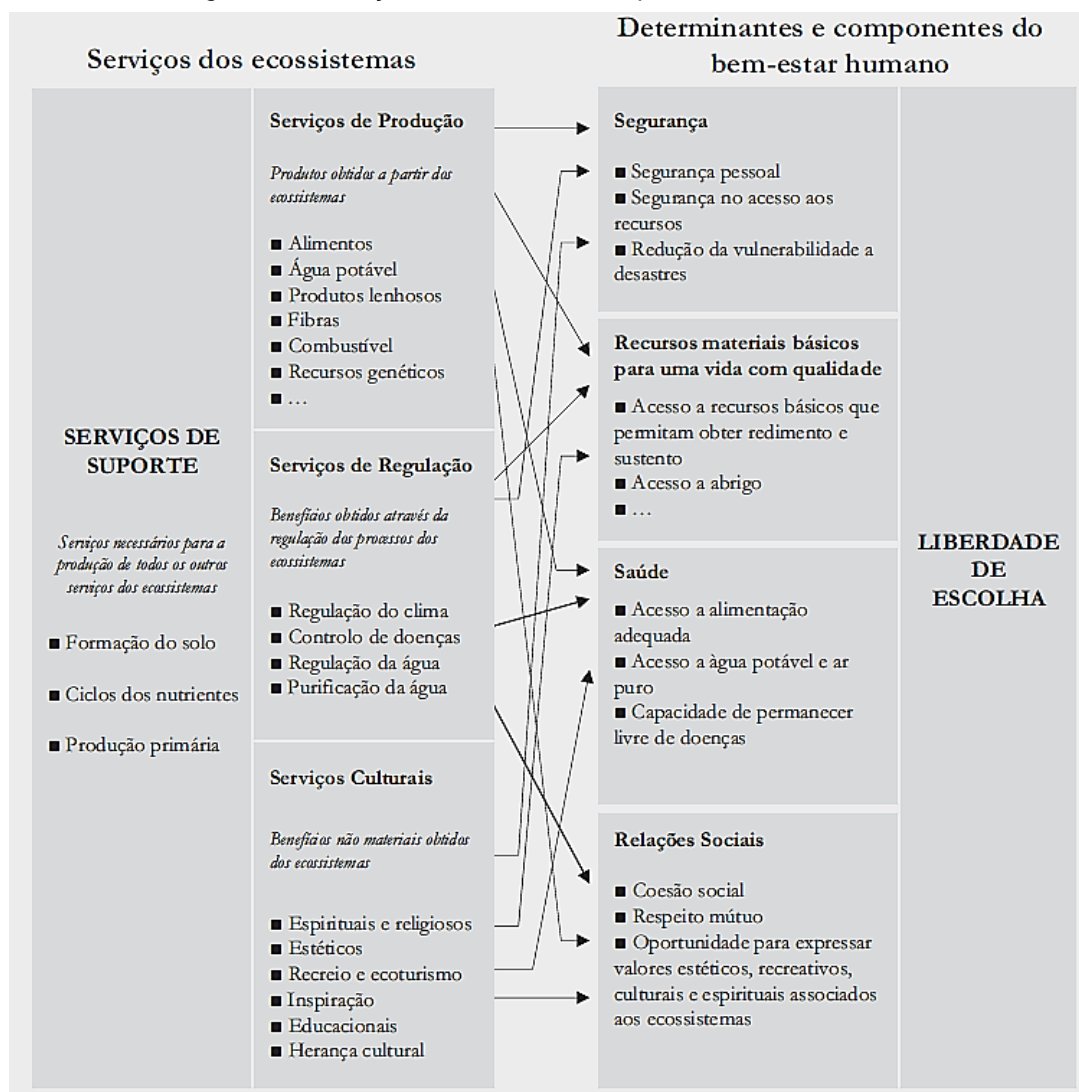 Serviços dos ecossistemas
Determinantes e componentes do
bem-estar humano
SERVIÇOS DE
SUPORTE
Serviços necessários para a
produção de todos os outros
serviços dos ecossistemas
■ Formação do solo
■ Ciclos dos nutrientes
■ Produção primária
Serviços de Produção
Produtos obtidos a partir dos
ecossistemas
■ Alimentos
■ Água potável
■ Produtos lenhosos
■ Fibras
■ Combustível
■ Recursos genéticos
■ …
Serviços de Regulação
Benefícios obtidos através da
regulação dos processos dos
ecossistemas
■ Regulação do clima
■ Controlo de doenças
■ Regulação da água
■ Purificação da água
Serviços Culturais
Benefícios não materiais obtidos
dos ecossistemas
■ Espirituais e religiosos
■ Estéticos
■ Recreio e ecoturismo
■ Inspiração
■ Educacionais
■ Herança cultural
Segurança
■ Segurança pessoal
■ Segurança no acesso aos
recursos
■ Redução da vulnerabilidade a
desastres
Recursos materiais básicos
para uma vida com qualidade
■ Acesso a recursos básicos que
permitam obter redimento e
sustento
■ Acesso a abrigo
■ …
Saúde
■ Acesso a alimentação
adequada
■ Acesso a àgua potável e ar
puro
■ Capacidade de permanecer
livre de doenças
Relações Sociais
■ Coesão social
■ Respeito mútuo
■ Oportunidade para expressar
valores estéticos, recreativos,
culturais e espirituais associados
aos ecossistemas
LIBERDADE
DE
ESCOLHA